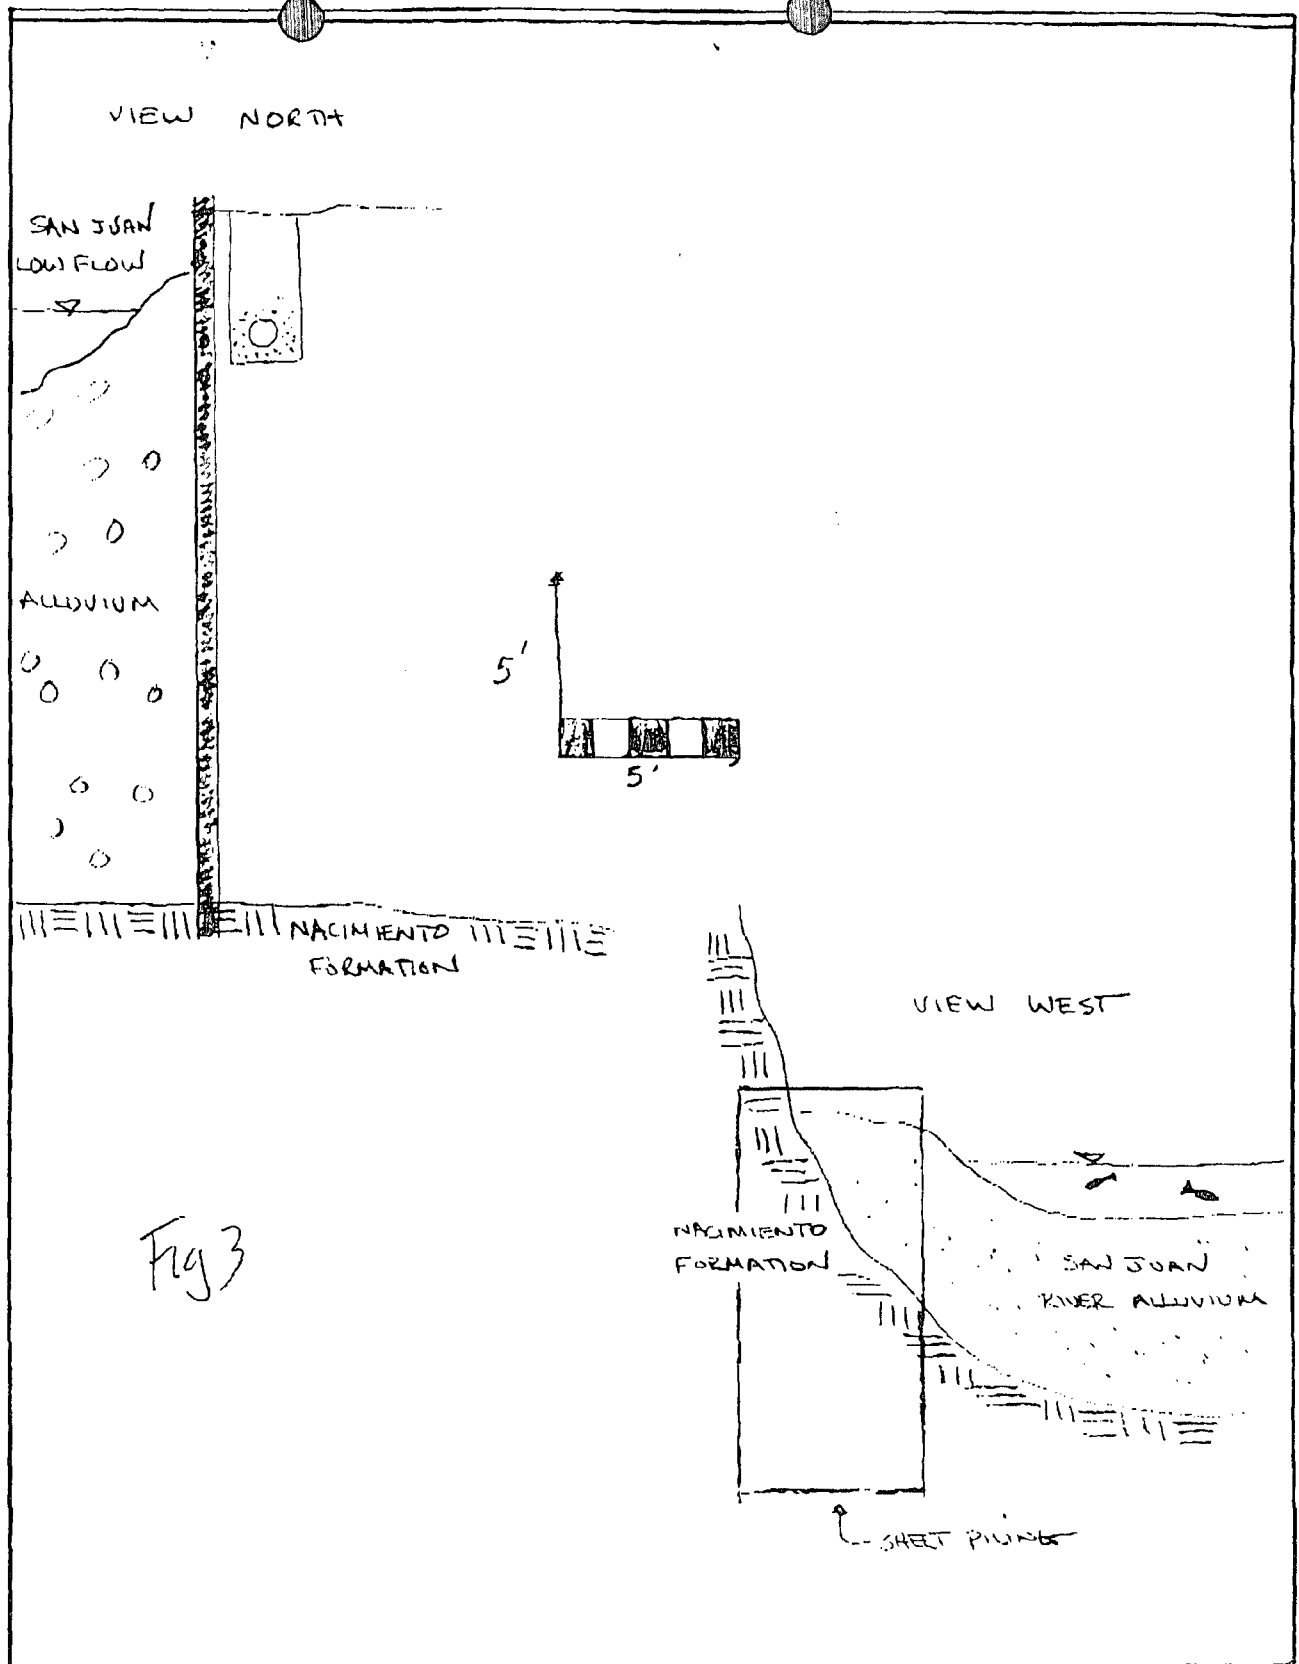 VIEW NORTH
SAN JUAN
LOW FLOW
ALLUVIUM
5'
5'
NACIMIENTO
FORMATION
VIEW WEST
NACIMIENTO
FORMATION
SAN JUAN
RIVER ALLUVIUM
Fig 3
SHEET PILING